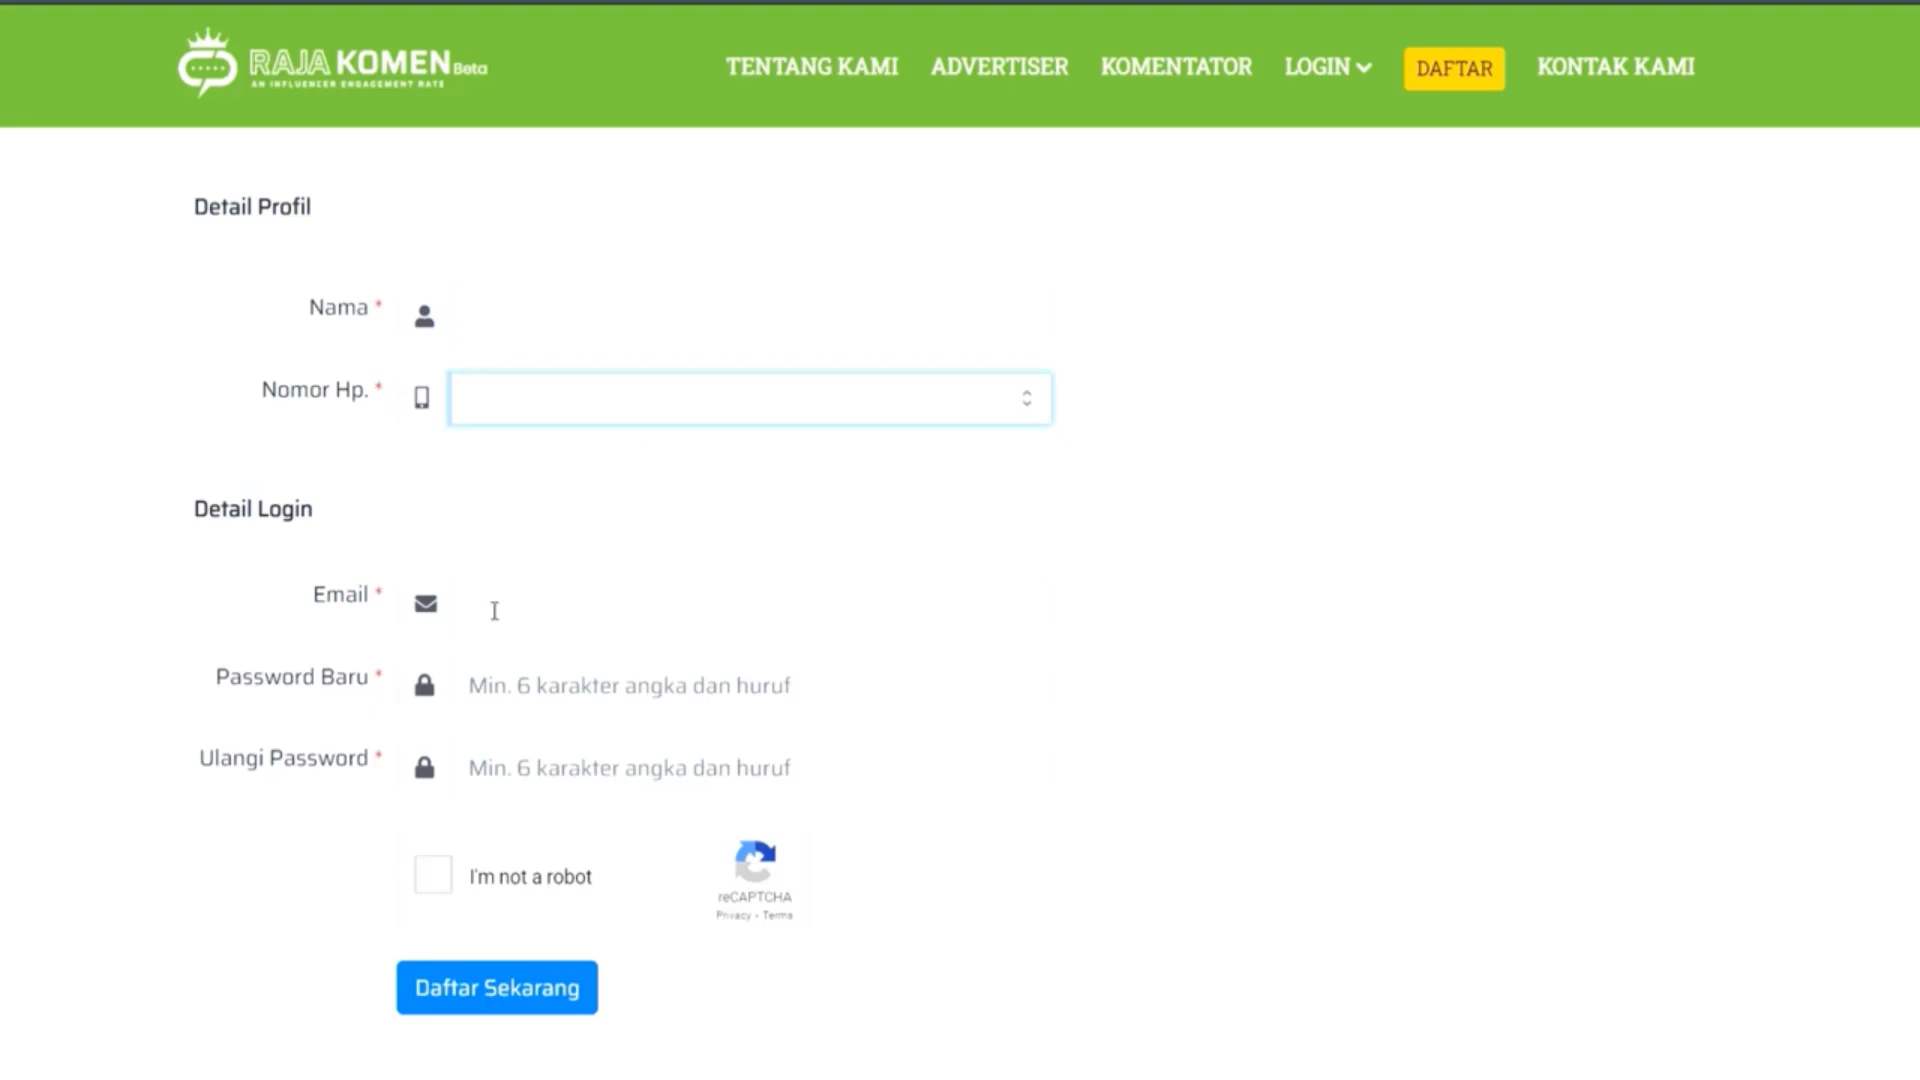 RAJA KOMEN Beta
AN INFLUENCER ENGAGEMENT RATE
TENTANG KAMI
ADVERTISER
KOMENTATOR
LOGIN
DAFTAR
KONTAK KAMI
Detail Profil
Nama *
Nomor Hp. *
Detail Login
Email *
Password Baru *
Min. 6 karakter angka dan huruf
Ulangi Password *
Min. 6 karakter angka dan huruf
I'm not a robot
reCAPTCHA
Privacy - Terms
Daftar Sekarang